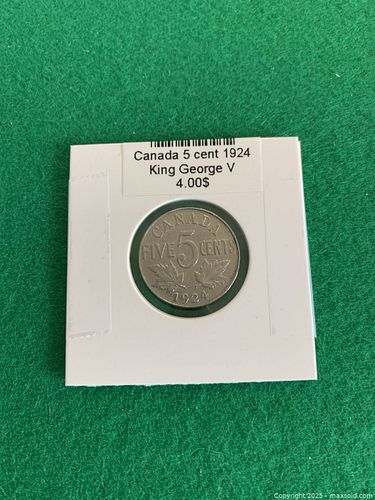 Canada 5 cent 1924
King George V
4.00$
CANADA
FIVE 5 CENTS
1924
Copyright 2025 - maxsold.com